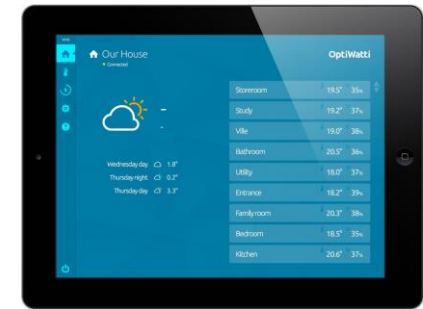 Our House
Connected
OptiWatti
-
-
Wednesday day 1.8°
Thursday night 0.2°
Thursday day 3.3°
Storeroom 19.5° 35%
Study 19.2° 37%
Ville 19.0° 38%
Bathroom 20.5° 36%
Utility 18.0° 37%
Entrance 18.2° 39%
Family room 20.3° 38%
Bedroom 18.5° 35%
Kitchen 20.6° 37%